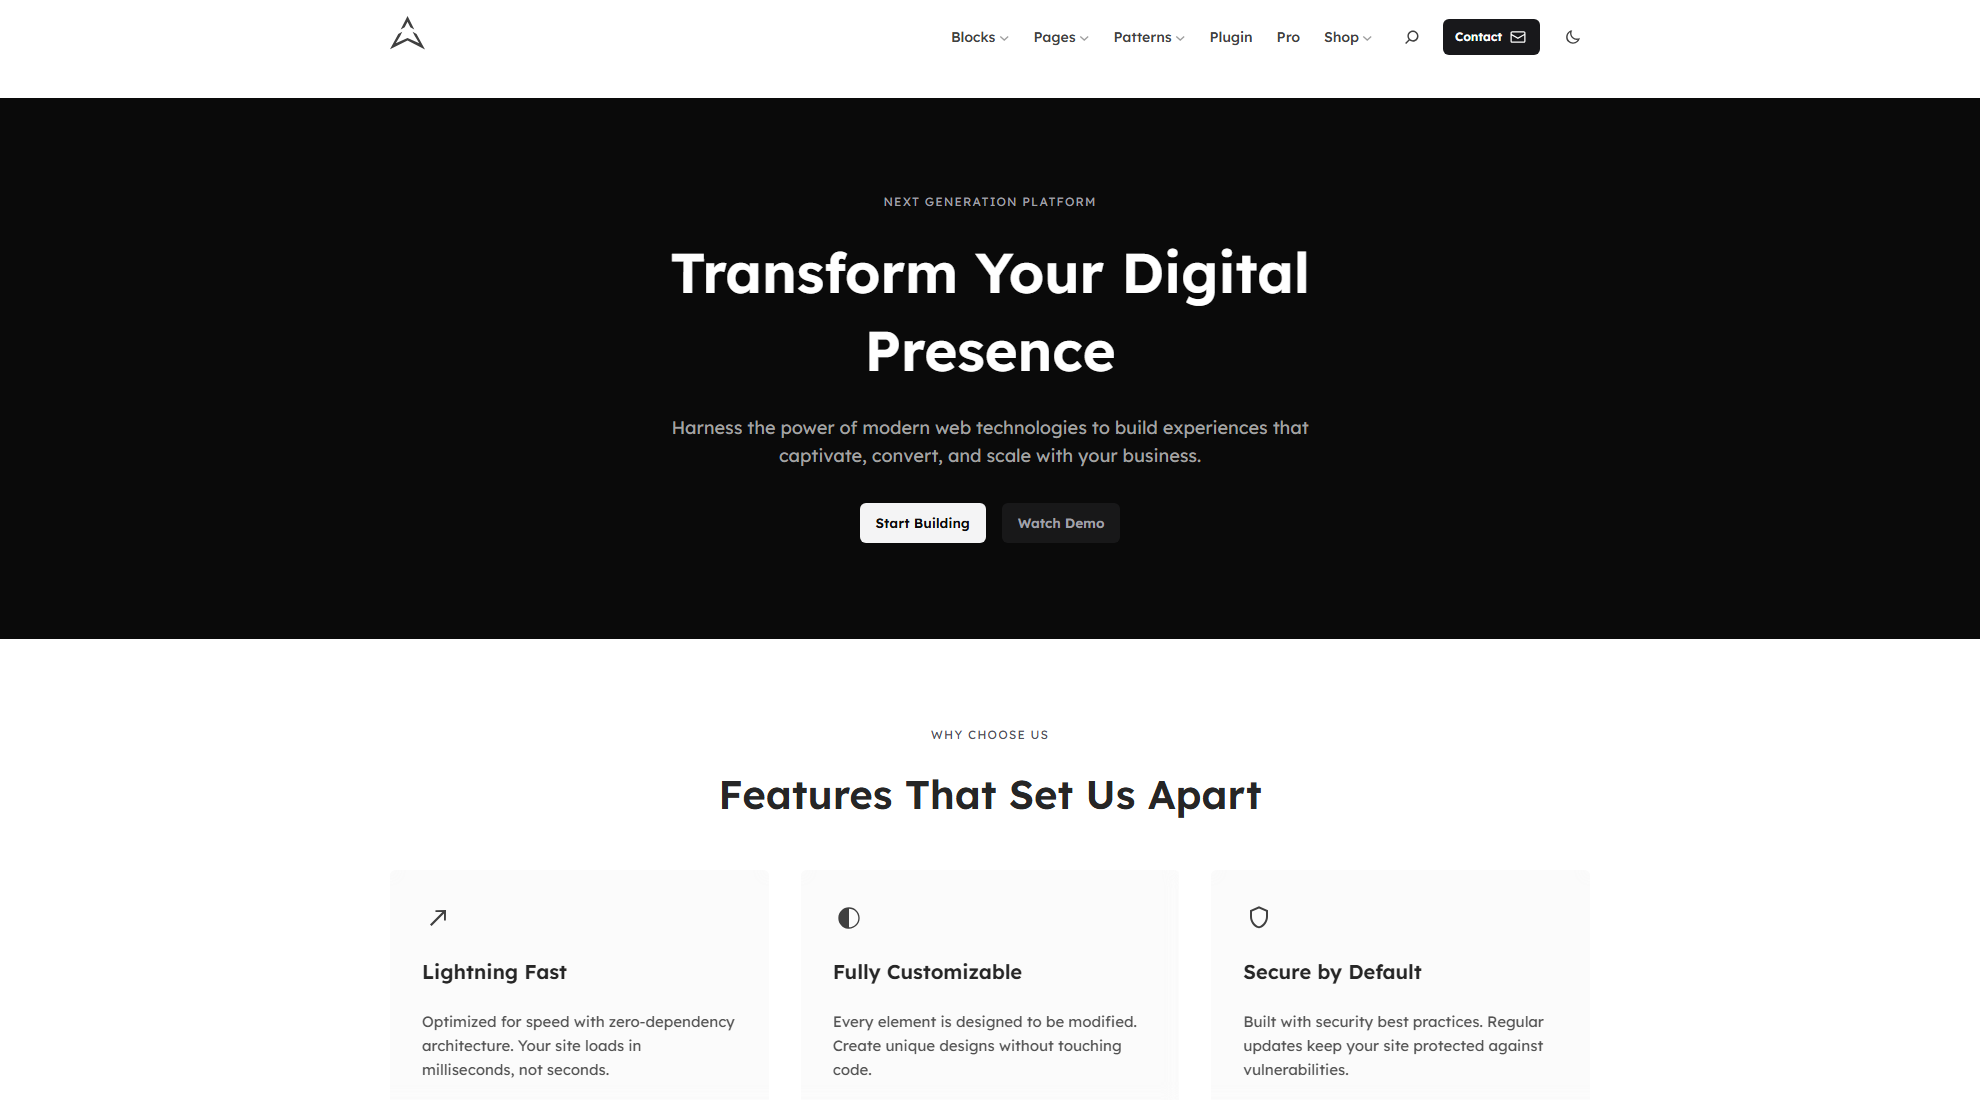 Blocks Pages Patterns Plugin Pro Shop Contact
NEXT GENERATION PLATFORM
Transform Your Digital
Presence
Harness the power of modern web technologies to build experiences that
captivate, convert, and scale with your business.
Start Building Watch Demo
WHY CHOOSE US
Features That Set Us Apart
Lightning Fast
Optimized for speed with zero-dependency
architecture. Your site loads in
milliseconds, not seconds.
Fully Customizable
Every element is designed to be modified.
Create unique designs without touching
code.
Secure by Default
Built with security best practices. Regular
updates keep your site protected against
vulnerabilities.